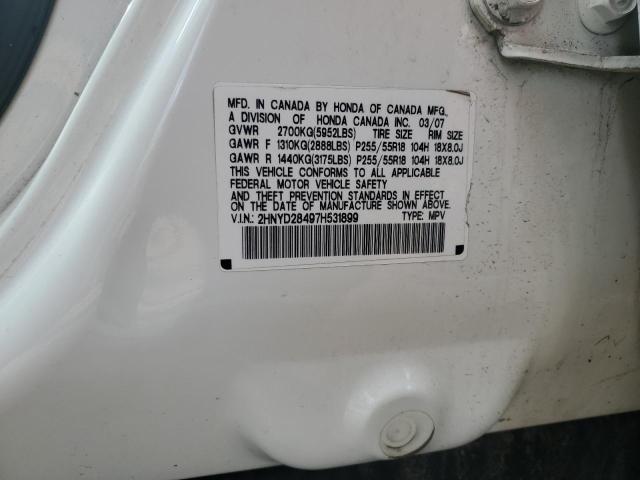 MFD. IN CANADA BY HONDA OF CANADA MFG.,
A DIVISION OF HONDA CANADA INC. 03/07
GVWR 2700KG(5952LBS) TIRE SIZE RIM SIZE
GAWR F 1310KG(2888LBS) P255/55R18 104H 18X8.0J
GAWR R 1440KG(3175LBS) P255/55R18 104H 18X8.0J
THIS VEHICLE CONFORMS TO ALL APPLICABLE
FEDERAL MOTOR VEHICLE SAFETY
AND THEFT PREVENTION STANDARDS IN EFFECT
ON THE DATE OF MANUFACTURE SHOWN ABOVE.
V.I.N.: 2HNYD28497H531899 TYPE: MPV